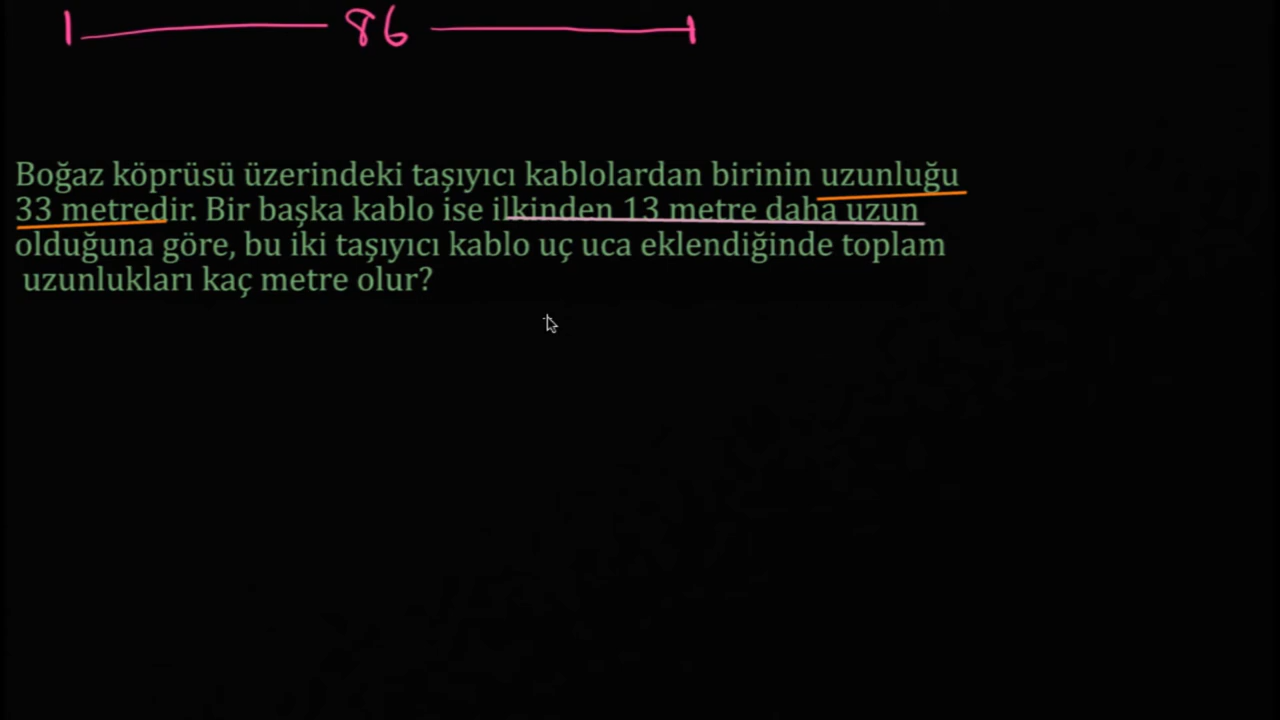 86
Boğaz köprüsü üzerindeki taşıyıcı kablolardan birinin uzunluğu
33 metredir. Bir başka kablo ise ilkinden 13 metre daha uzun
olduğuna göre, bu iki taşıyıcı kablo uç uca eklendiğinde toplam
uzunlukları kaç metre olur?